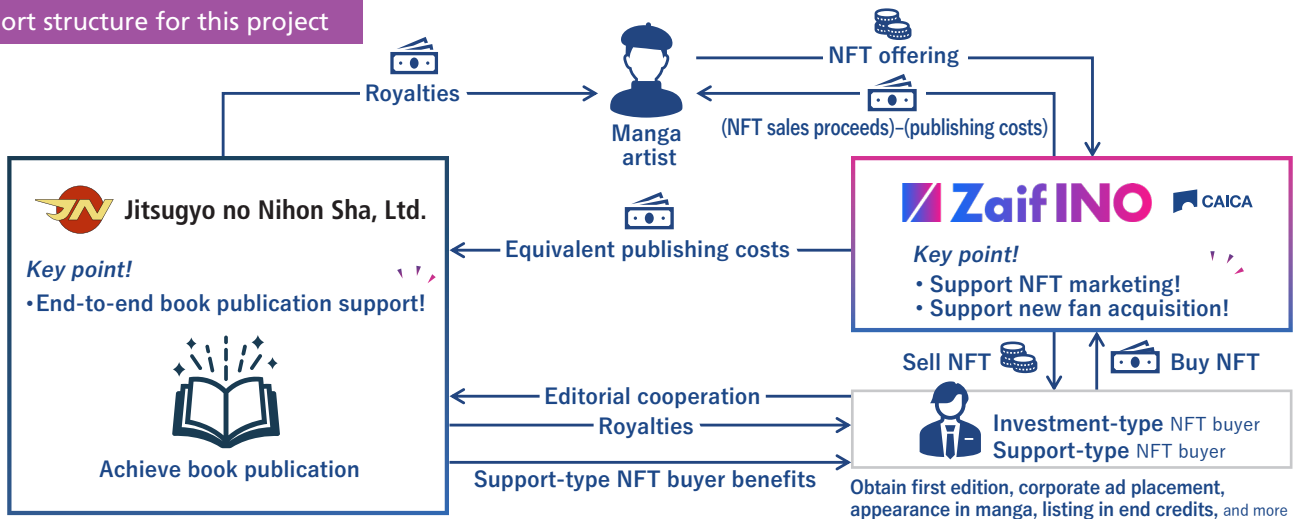 ort structure for this project
Royalties
NFT offering
(NFT sales proceeds)–(publishing costs)
Manga
artist
JN Jitsugyo no Nihon Sha, Ltd.
Key point!
•End-to-end book publication support!
Achieve book publication
Equivalent publishing costs
Zaif INO CAICA
Key point!
• Support NFT marketing!
• Support new fan acquisition!
Sell NFT
Buy NFT
Editorial cooperation
Royalties
Support-type NFT buyer benefits
Investment-type NFT buyer
Support-type NFT buyer
Obtain first edition, corporate ad placement,
appearance in manga, listing in end credits, and more